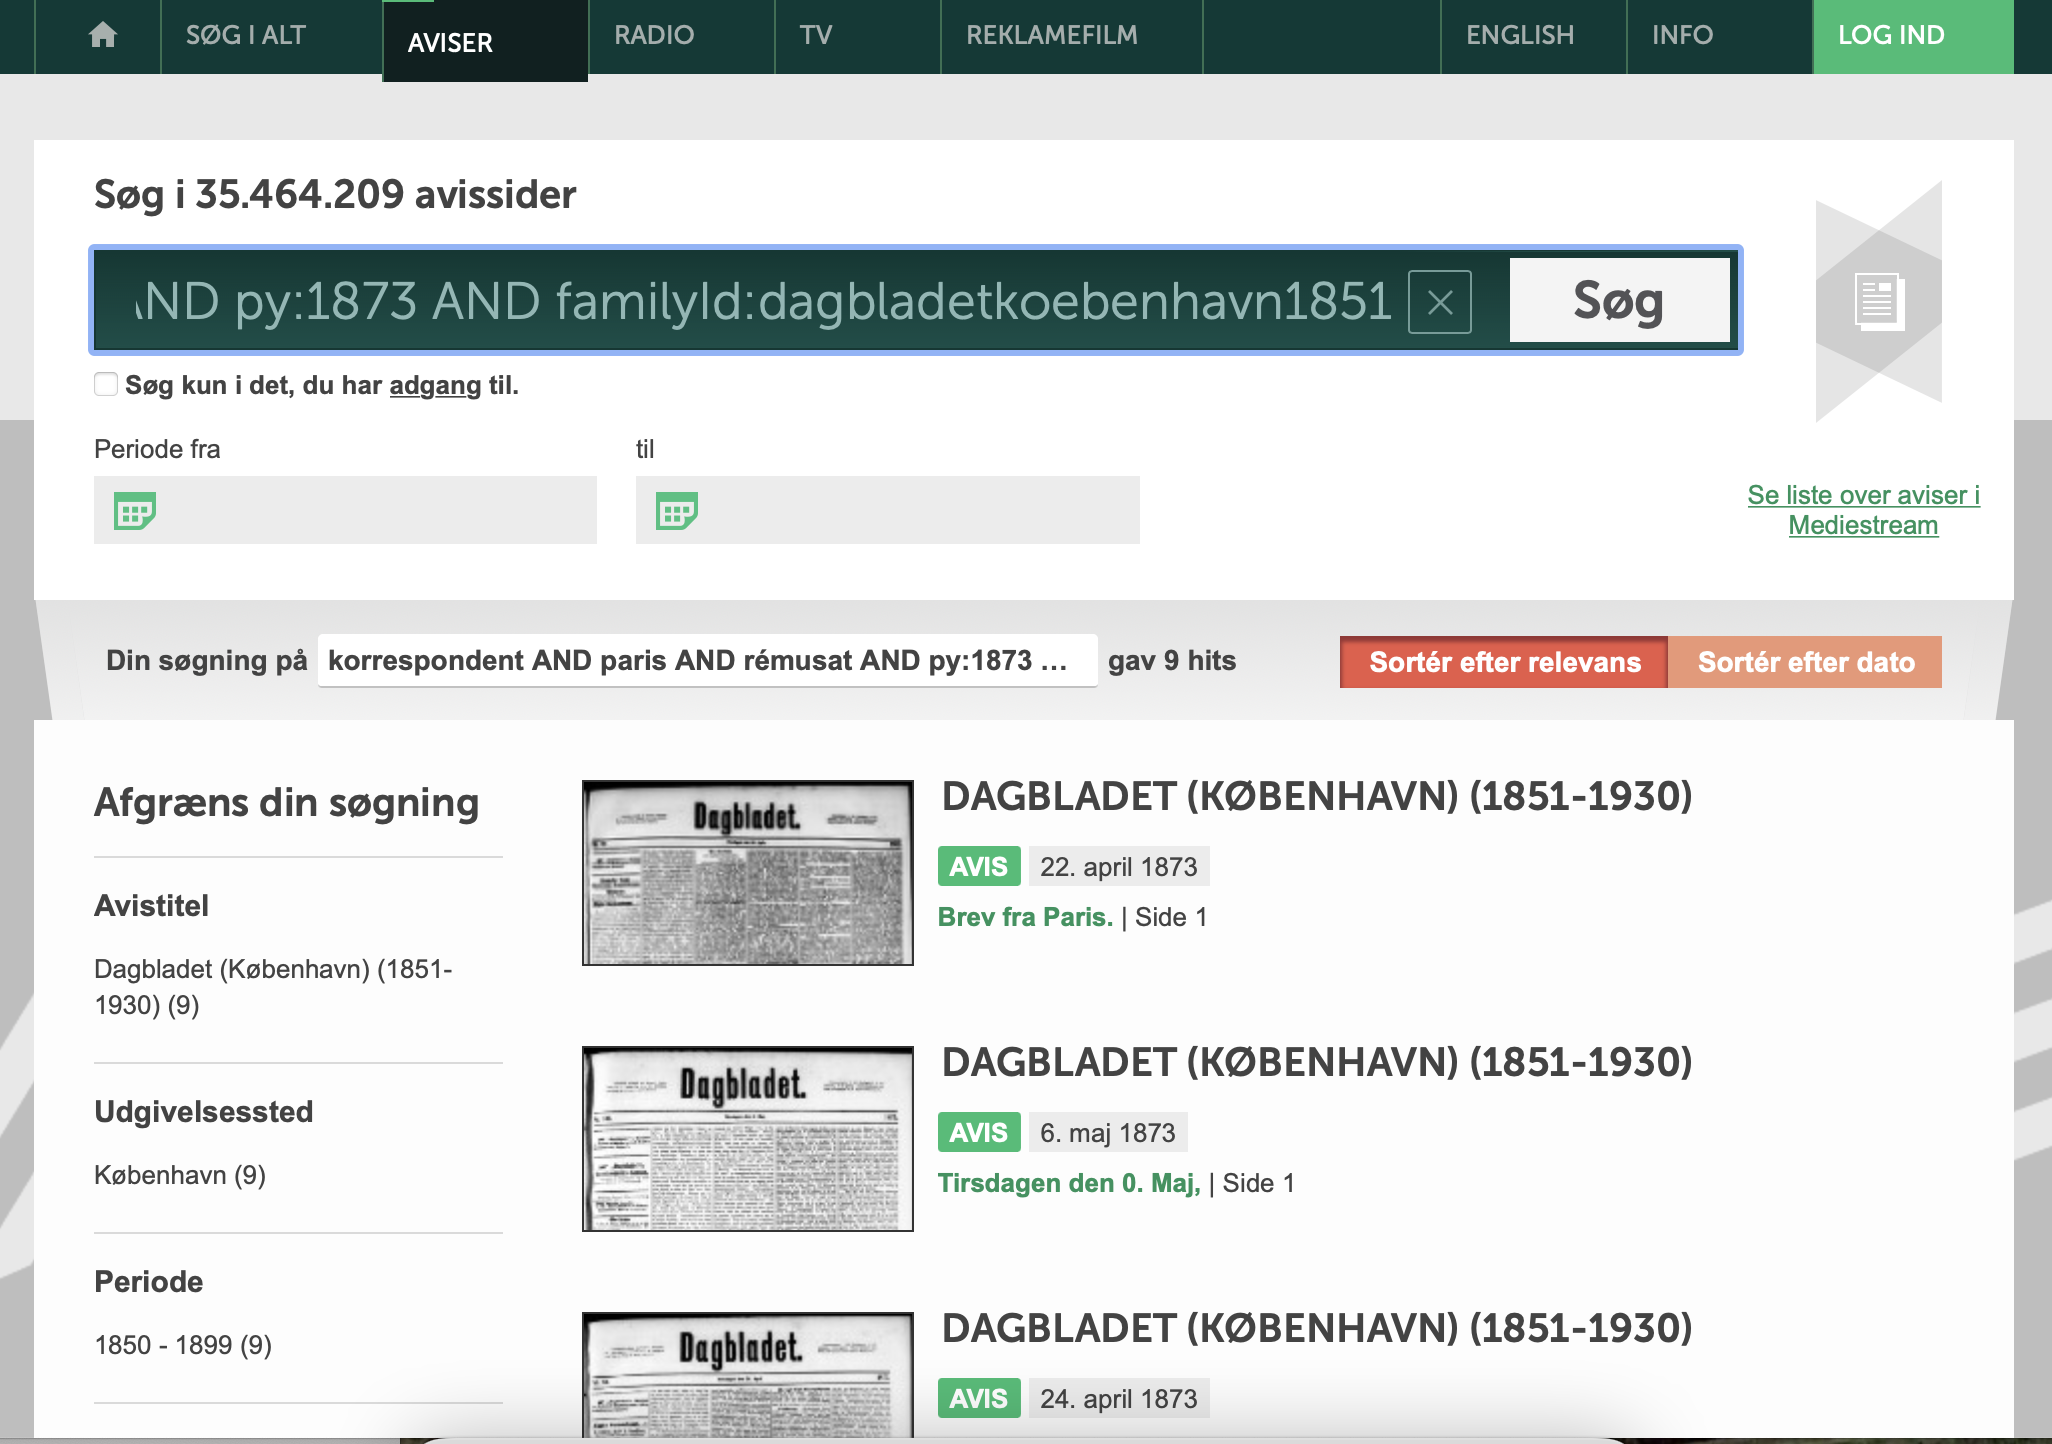 SØG I ALT
AVISER
RADIO
TV
REKLAMEFILM
ENGLISH
INFO
LOG IND
Søg i 35.464.209 avissider
AND py:1873 AND familyId:dagbladetkoebenhavn1851
Søg
Søg kun i det, du har adgang til.
Periode fra
til
Se liste over aviser i
Mediestream
Din søgning på korrespondent AND paris AND rémusat AND py:1873 ... gav 9 hits
Sortér efter relevans
Sortér efter dato
Afgræns din søgning
Avistitel
Dagbladet (København) (1851-
1930) (9)
Udgivelsessted
København (9)
Periode
1850 - 1899 (9)
Dagbladet.
DAGBLADET (KØBENHAVN) (1851-1930)
AVIS 22. april 1873
Brev fra Paris. | Side 1
Dagbladet.
DAGBLADET (KØBENHAVN) (1851-1930)
AVIS 6. maj 1873
Tirsdagen den 0. Maj, | Side 1
Dagbladet.
DAGBLADET (KØBENHAVN) (1851-1930)
AVIS 24. april 1873